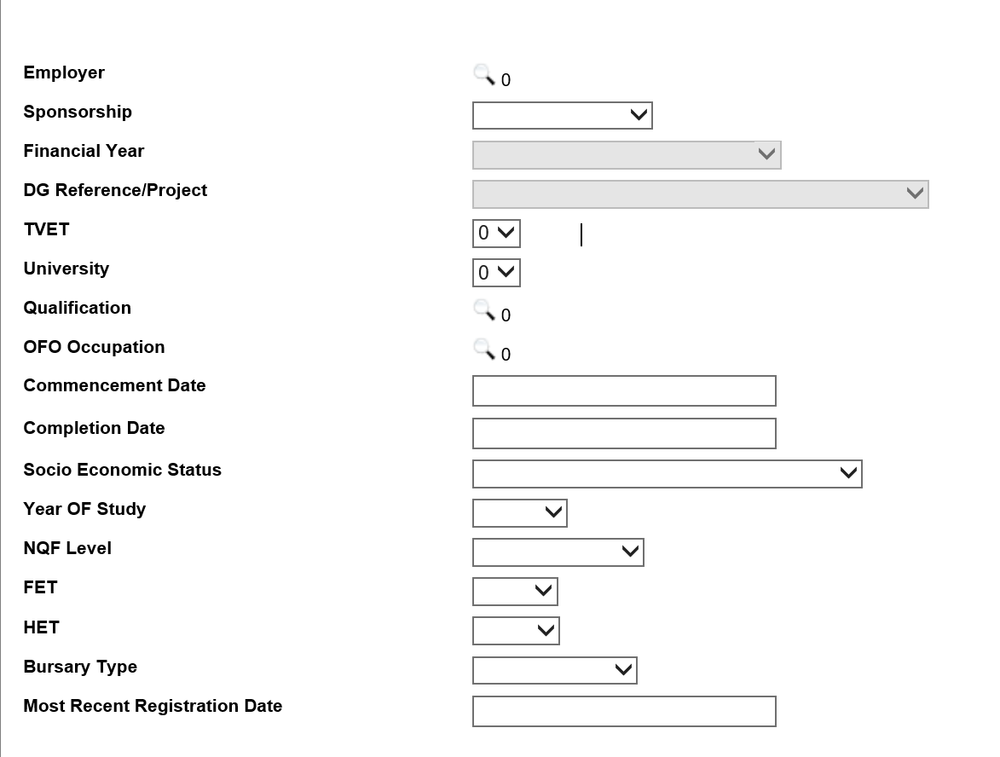 Employer 0
Sponsorship
Financial Year
DG Reference/Project
TVET 0
University 0
Qualification 0
OFO Occupation 0
Commencement Date
Completion Date
Socio Economic Status
Year OF Study
NQF Level
FET
HET
Bursary Type
Most Recent Registration Date